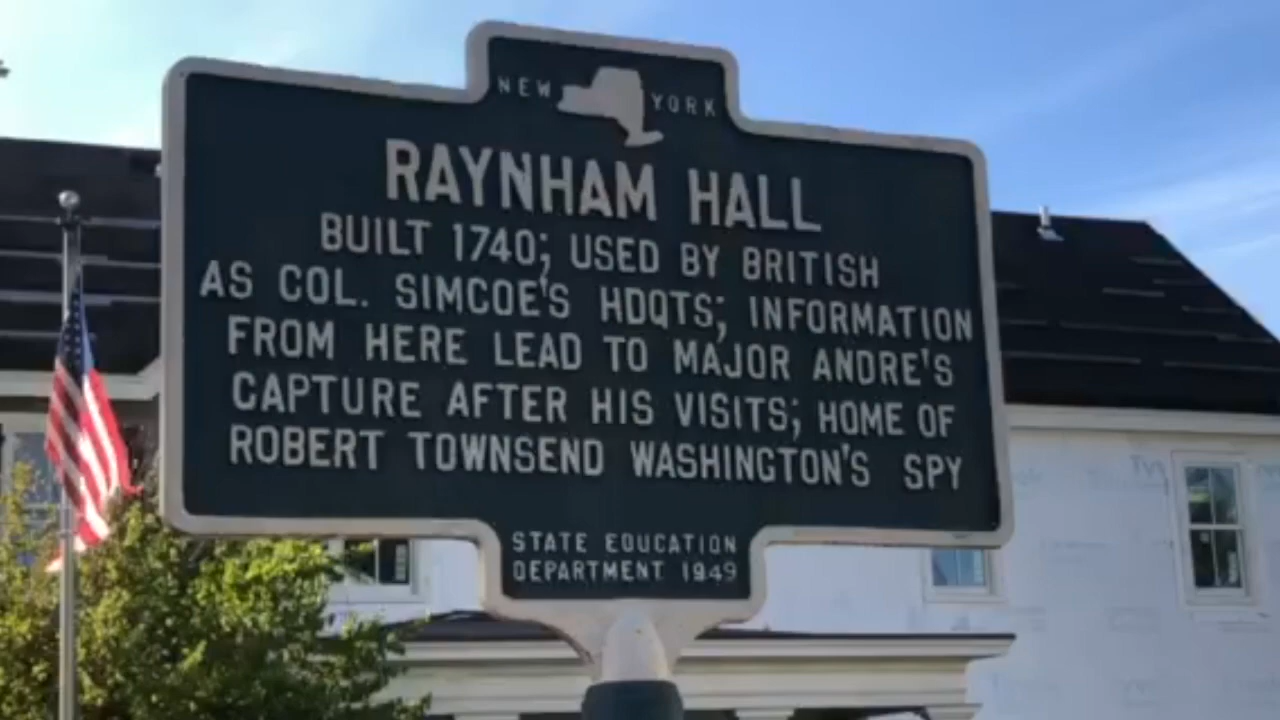 NEW YORK
RAYNHAM HALL
BUILT 1740; USED BY BRITISH
AS COL. SIMCOE'S HDQTS; INFORMATION
FROM HERE LEAD TO MAJOR ANDRE'S
CAPTURE AFTER HIS VISITS; HOME OF
ROBERT TOWNSEND WASHINGTON'S SPY
STATE EDUCATION
DEPARTMENT 1949